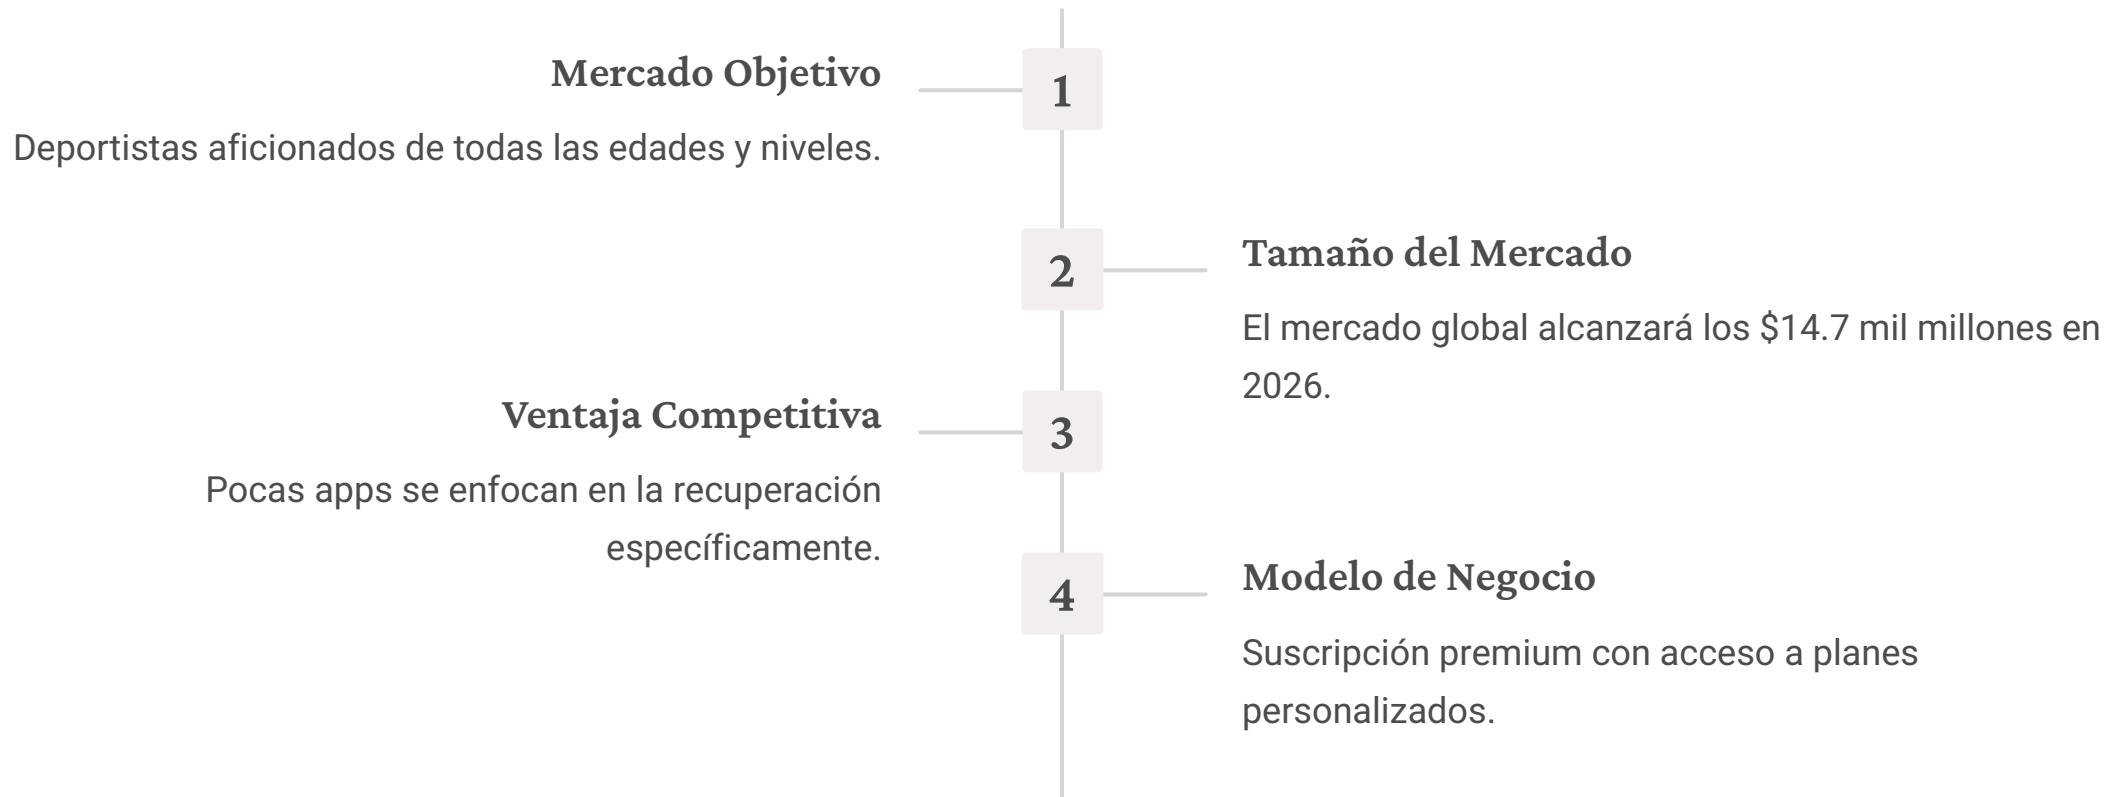 Mercado Objetivo
1
Deportistas aficionados de todas las edades y niveles.
2
Tamaño del Mercado
El mercado global alcanzará los $14.7 mil millones en
2026.
Ventaja Competitiva
3
Pocas apps se enfocan en la recuperación
específicamente.
4
Modelo de Negocio
Suscripción premium con acceso a planes
personalizados.